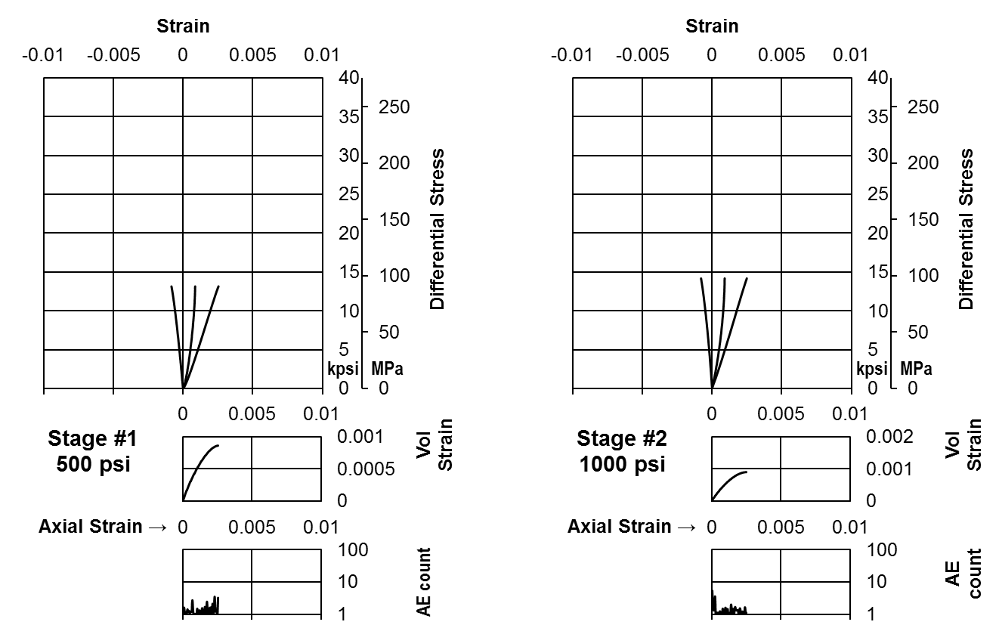 Strain
-0.01 -0.005 0 0.005 0.01
40
35
30
25
20
15
10
5
kpsi
0
250
200
150
100
50
MPa
0
Differential Stress
0 0.005 0.01
Stage #1
500 psi
0.001
0.0005
0
Vol
Strain
Axial Strain → 0 0.005 0.01
100
10
1
AE count
Strain
-0.01 -0.005 0 0.005 0.01
40
35
30
25
20
15
10
5
kpsi
0
250
200
150
100
50
MPa
0
Differential Stress
0 0.005 0.01
Stage #2
1000 psi
0.002
0.001
0
Vol
Strain
Axial Strain → 0 0.005 0.01
100
10
1
AE
count